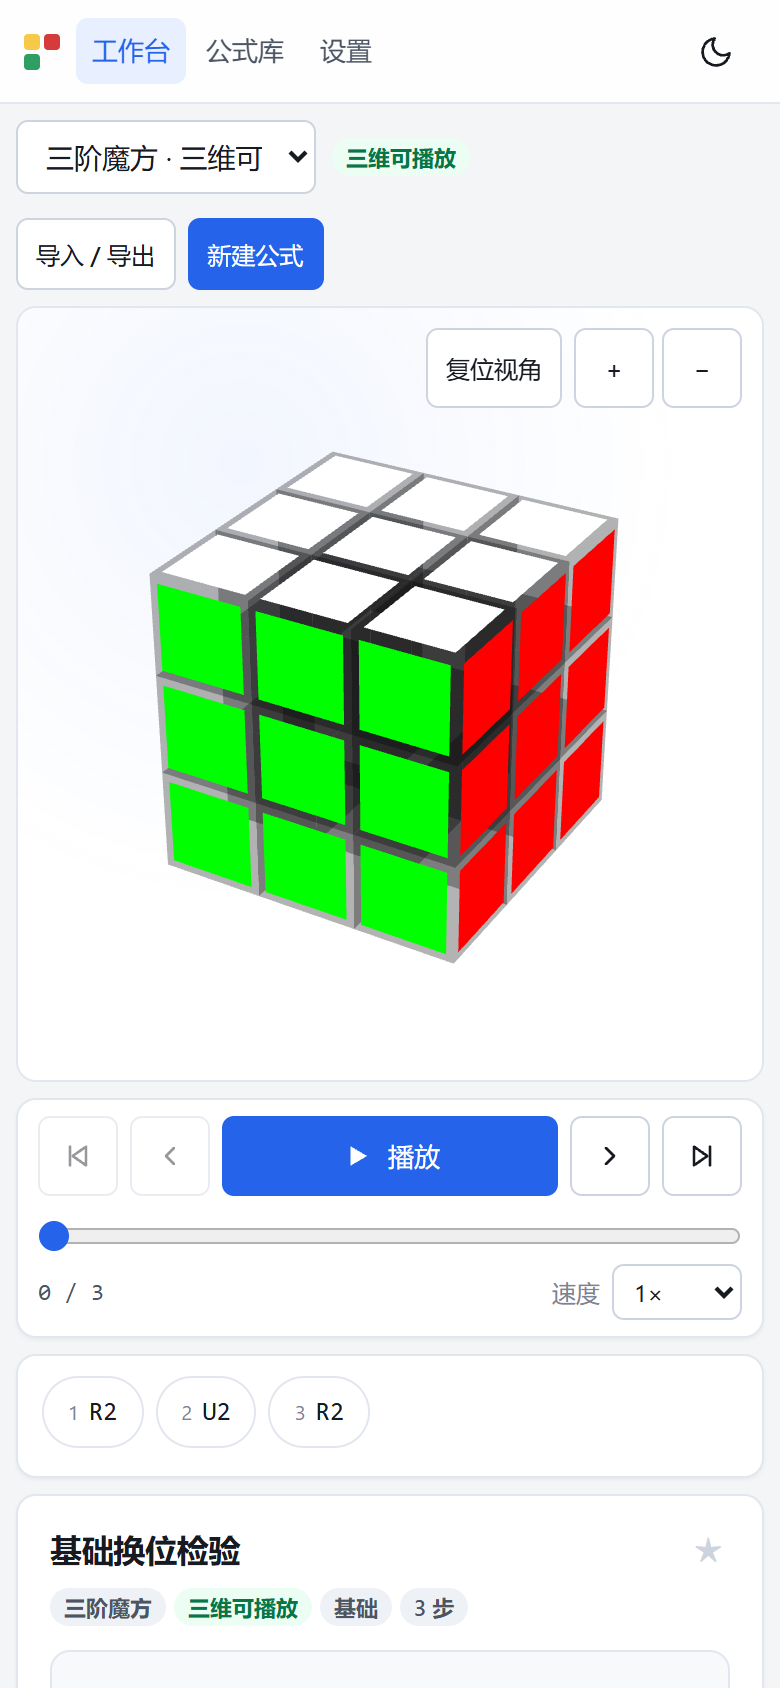 工作台 公式库 设置
三阶魔方 · 三维可 三维可播放
导入 / 导出 新建公式
复位视角 + −
播放
0 / 3 速度 1×
1 R2 2 U2 3 R2
基础换位检验
三阶魔方 三维可播放 基础 3 步